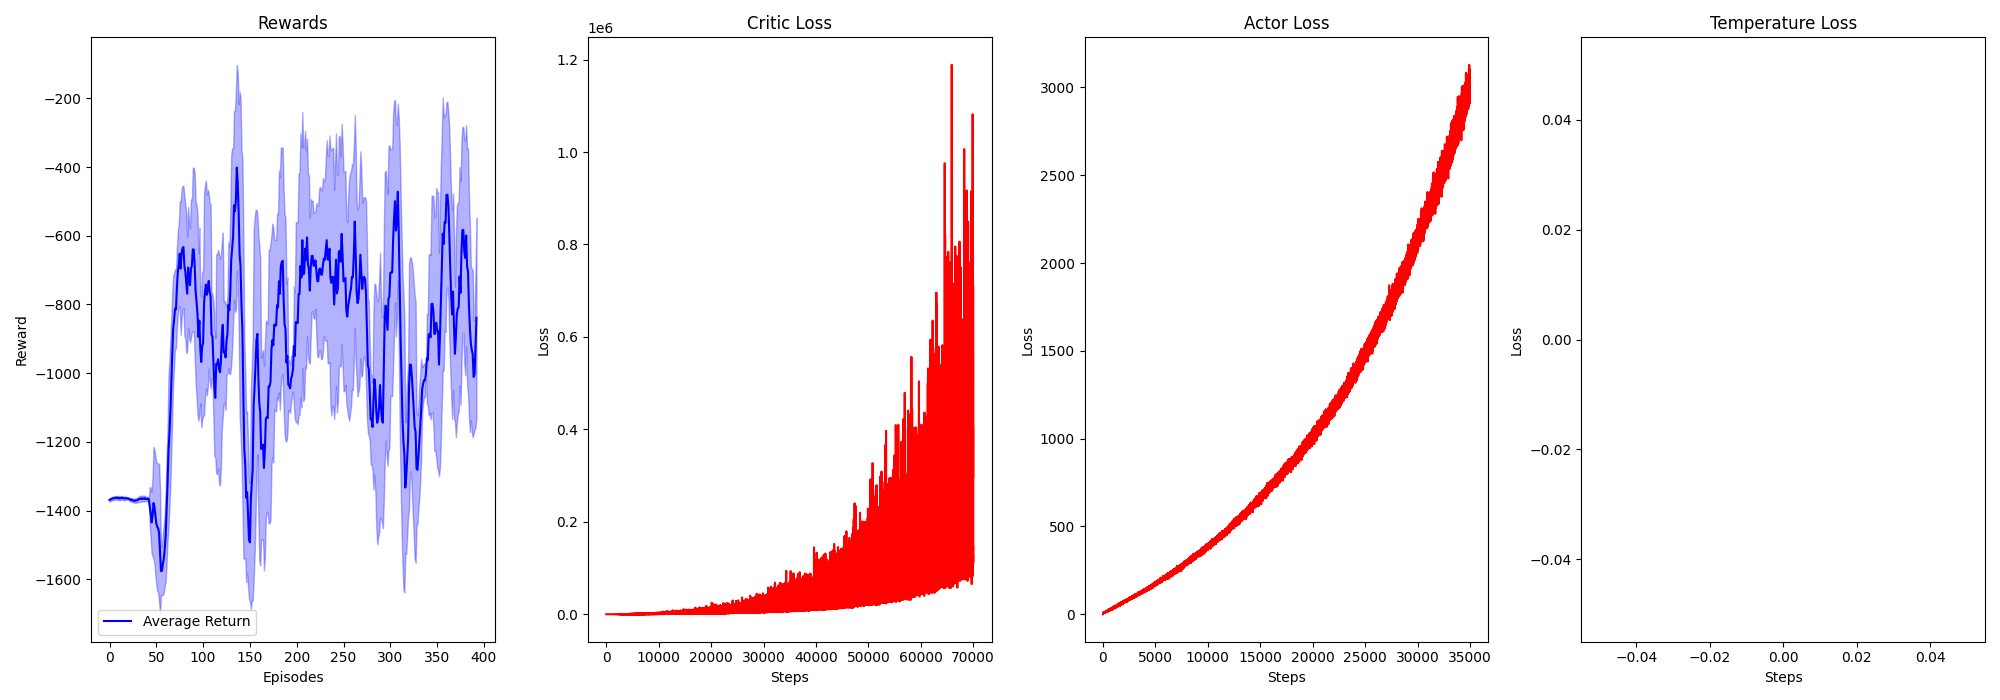 Rewards
Reward
-200
-400
-600
-800
-1000
-1200
-1400
-1600
Average Return
0 50 100 150 200 250 300 350 400
Episodes
Critic Loss
1e6
Loss
1.2
1.0
0.8
0.6
0.4
0.2
0.0
0 10000 20000 30000 40000 50000 60000 70000
Steps
Actor Loss
Loss
3000
2500
2000
1500
1000
500
0
0 5000 10000 15000 20000 25000 30000 35000
Steps
Temperature Loss
Loss
0.04
0.02
0.00
-0.02
-0.04
-0.04 -0.02 0.00 0.02 0.04
Steps